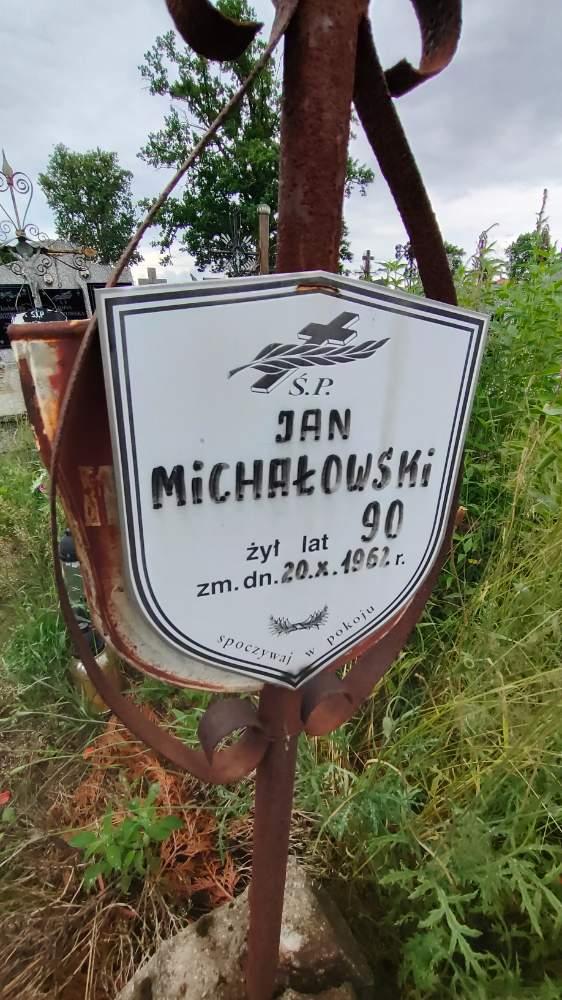 Ś.P.
JAN
MiCHAŁOWSKi
90
żył lat
zm. dn. 20.X.1962. r.
spoczywaj w pokoju